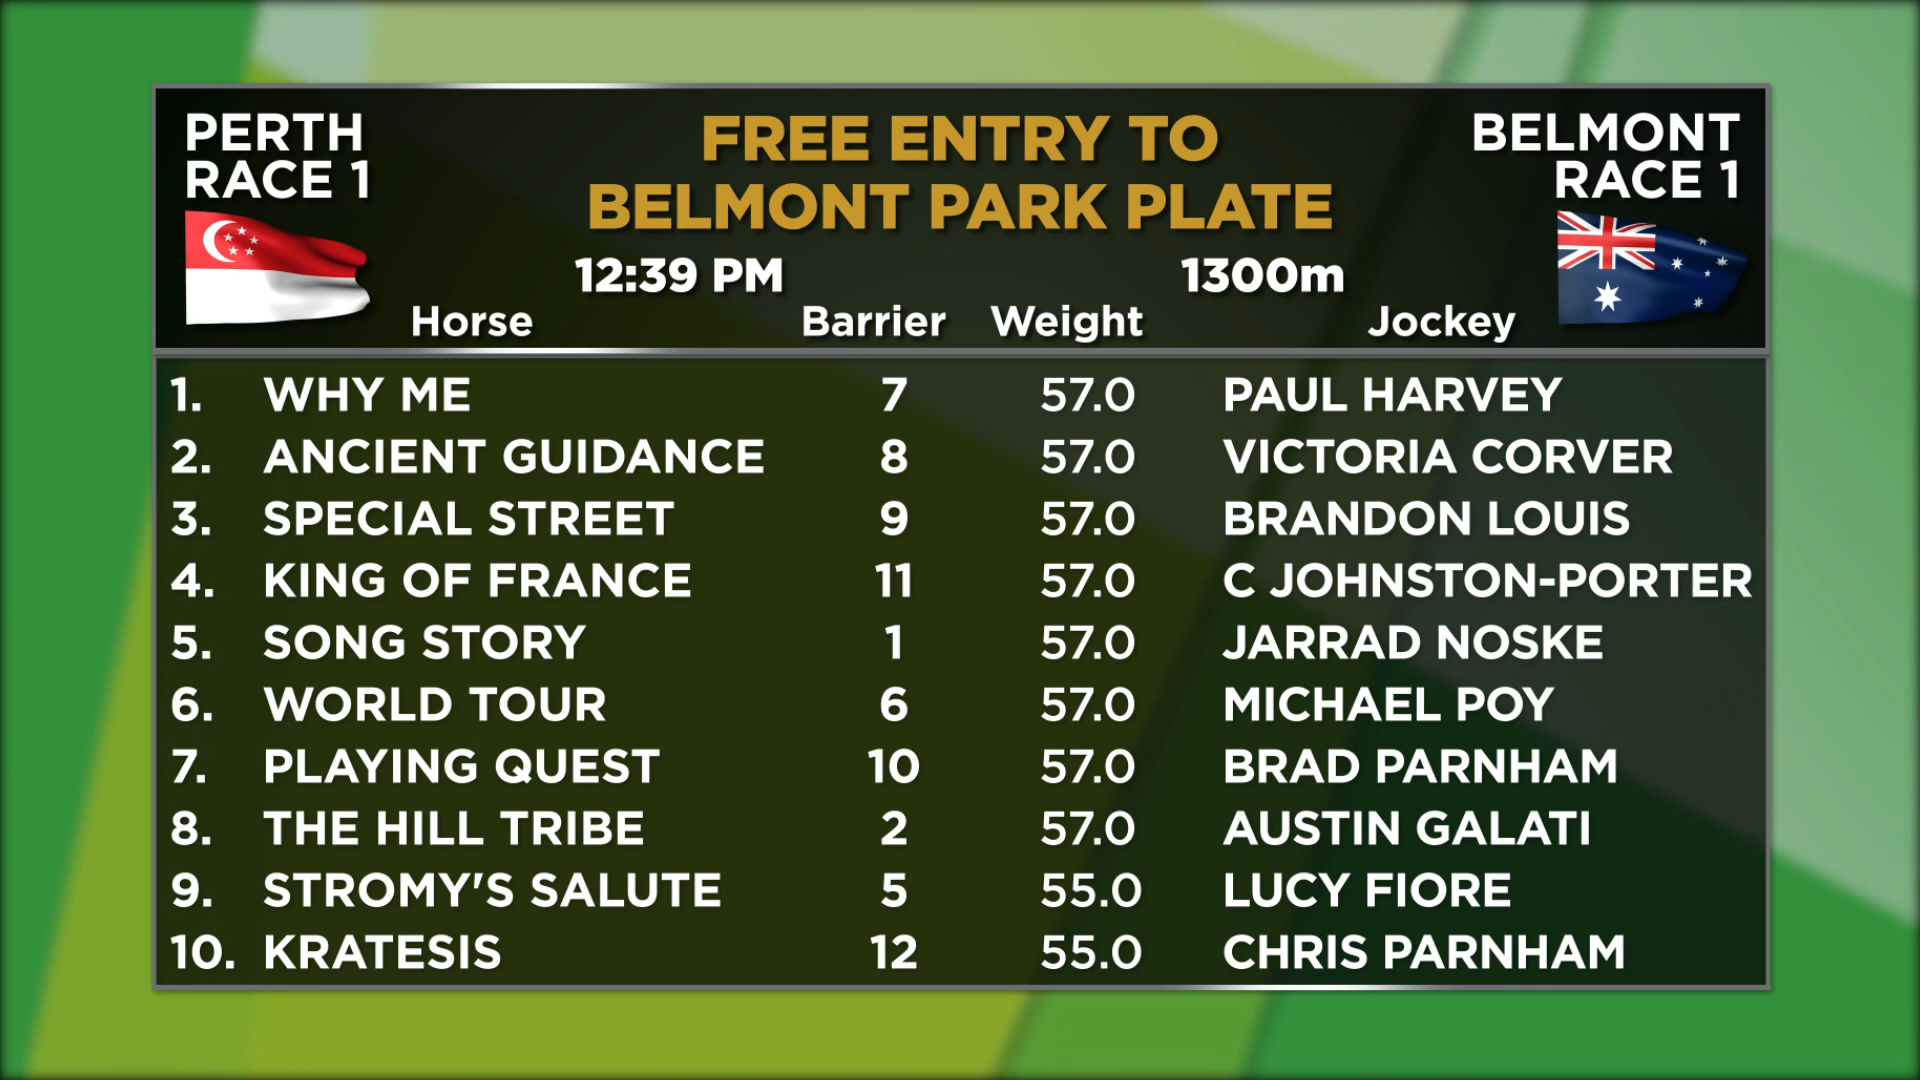 PERTH
RACE 1
FREE ENTRY TO
BELMONT PARK PLATE
BELMONT
RACE 1
12:39 PM 1300m
Horse Barrier Weight Jockey
1. WHY ME 7 57.0 PAUL HARVEY
2. ANCIENT GUIDANCE 8 57.0 VICTORIA CORVER
3. SPECIAL STREET 9 57.0 BRANDON LOUIS
4. KING OF FRANCE 11 57.0 C JOHNSTON-PORTER
5. SONG STORY 1 57.0 JARRAD NOSKE
6. WORLD TOUR 6 57.0 MICHAEL POY
7. PLAYING QUEST 10 57.0 BRAD PARNHAM
8. THE HILL TRIBE 2 57.0 AUSTIN GALATI
9. STROMY'S SALUTE 5 55.0 LUCY FIORE
10. KRATESIS 12 55.0 CHRIS PARNHAM